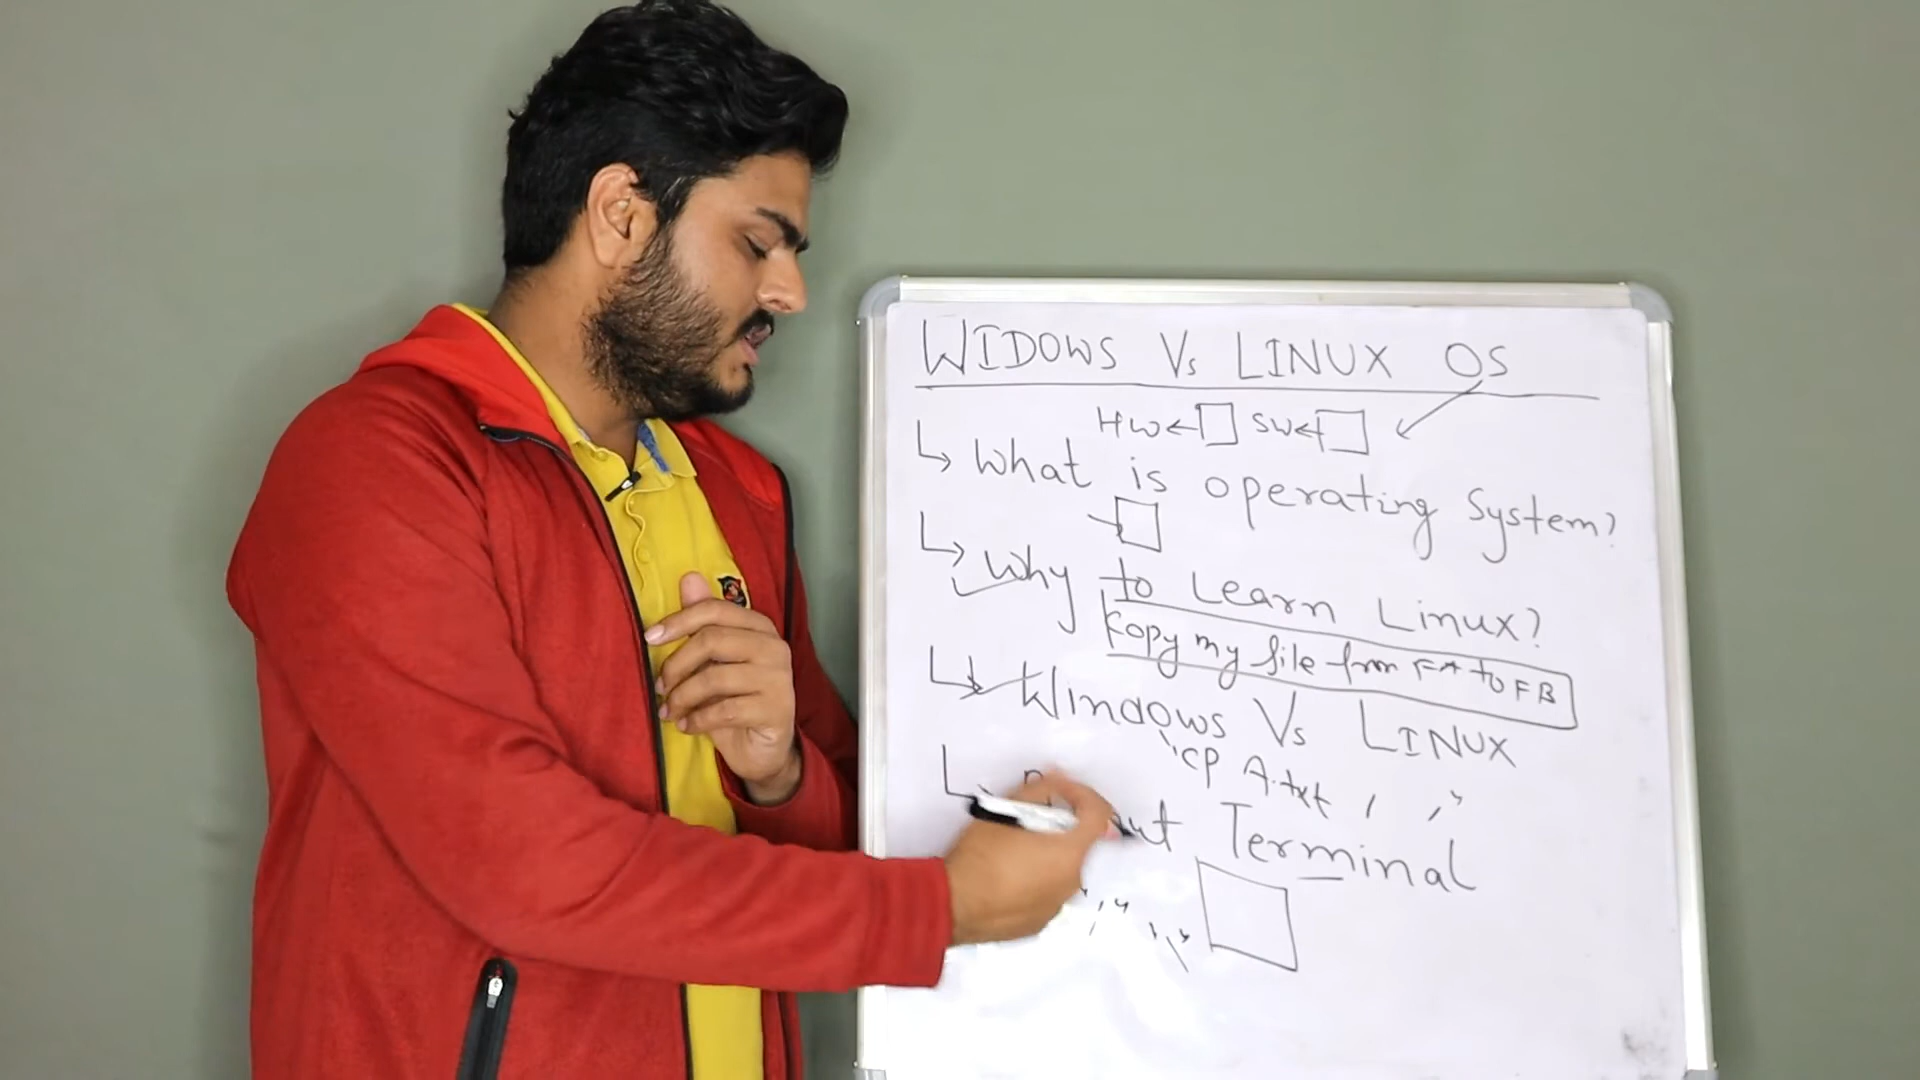 WIDOWS Vs LINUX OS
HW SW
What is operating System?
Why to Learn Linux?
Kopy my file from FA to FB
Windows Vs LINUX
"CP A.txt / "
Terminal